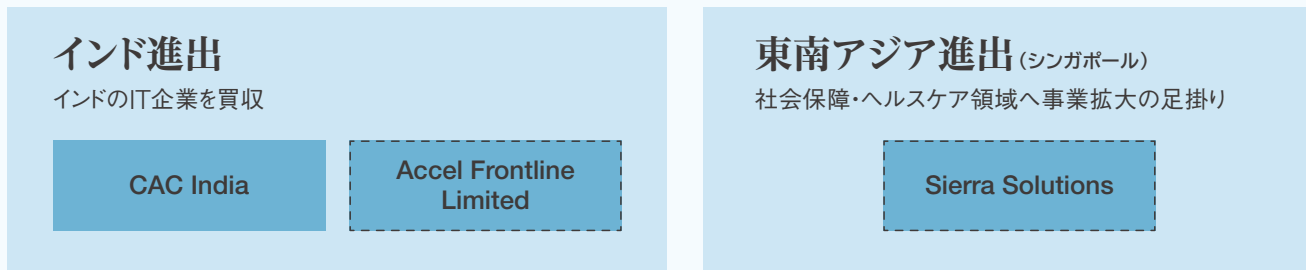 インド進出
インドのIT企業を買収
CAC India
Accel Frontline
Limited
東南アジア進出(シンガポール)
社会保障・ヘルスケア領域へ事業拡大の足掛り
Sierra Solutions